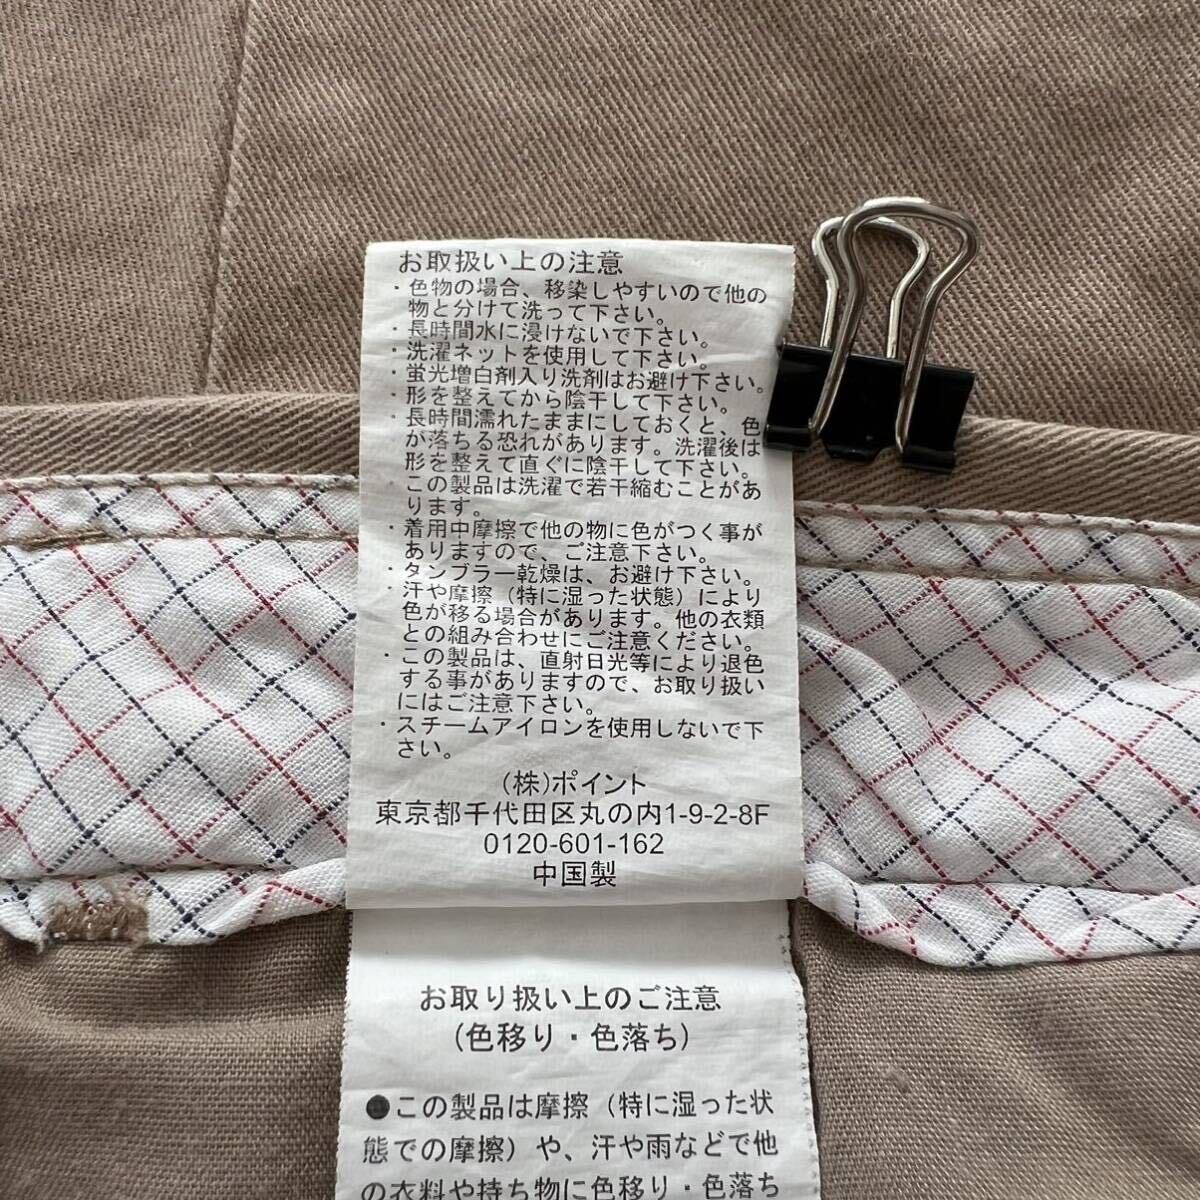 お取扱い上の注意
・色物の場合、移染しやすいので他の
物と分けて洗って下さい。
・長時間水に浸けないで下さい。
・洗濯ネットを使用して下さい。
・蛍光増白剤入り洗剤はお避け下さい。
・形を整えてから陰干して下さい。
・長時間濡れたままにしておくと、色
が落ちる恐れがあります。洗濯後は
形を整えて直ぐに陰干して下さい。
・この製品は洗濯で若干縮むことがあ
ります。
・着用中摩擦で他の物に色がつく事が
ありますので、ご注意下さい。
・タンブラー乾燥は、お避け下さい。
・汗や摩擦（特に湿った状態）により
色が移る場合があります。他の衣類
との組み合わせにご注意ください。
・この製品は、直射日光等により退色
する事がありますので、お取り扱い
にはご注意下さい。
・スチームアイロンを使用しないで下
さい。
(株)ポイント
東京都千代田区丸の内1-9-2-8F
0120-601-162
中国製
お取り扱い上のご注意
(色移り・色落ち)
●この製品は摩擦（特に湿った状
態での摩擦）や、汗や雨などで他
の衣料や持ち物に色移り・色落ち